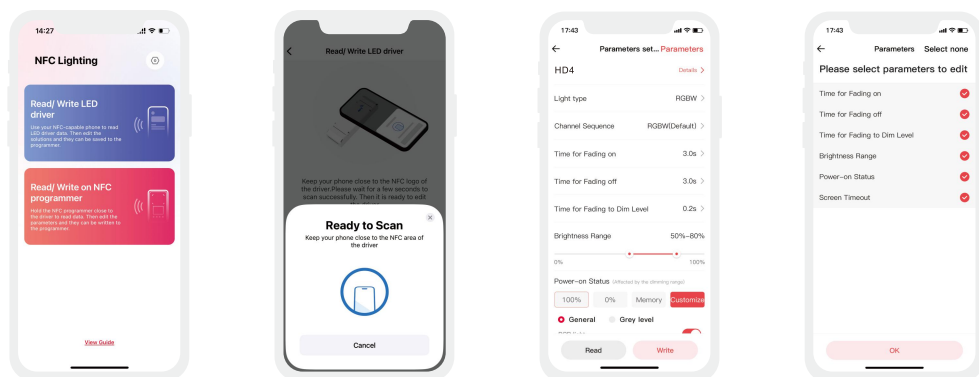 14:27
NFC Lighting
Read/ Write LED
driver
Use your NFC-capable phone to read
LED driver data. Then edit the
solutions and they can be saved to the
programmer.
Read/ Write on NFC
programmer
Hold the NFC programmer close to
the driver to read data. Then edit the
parameters and they can be written to
the programmer.
View Guide
Read/ Write LED driver
Keep your phone close to the NFC logo of
the driver.Please wait for a few seconds to
scan successfully. Then it is ready to edit
Ready to Scan
Keep your phone close to the NFC area of
the driver
Cancel
17:43
Parameters set... Parameters
HD4 Details >
Light type RGBW >
Channel Sequence RGBW(Default) >
Time for Fading on 3.0s >
Time for Fading off 3.0s >
Time for Fading to Dim Level 0.2s >
Brightness Range 50%-80%
0% 100%
Power-on Status Unffected by the dimming range)
100% 0% Memory Customize
General Grey level
Read Write
17:43
Parameters Select none
Please select parameters to edit
Time for Fading on
Time for Fading off
Time for Fading to Dim Level
Brightness Range
Power-on Status
Screen Timeout
OK